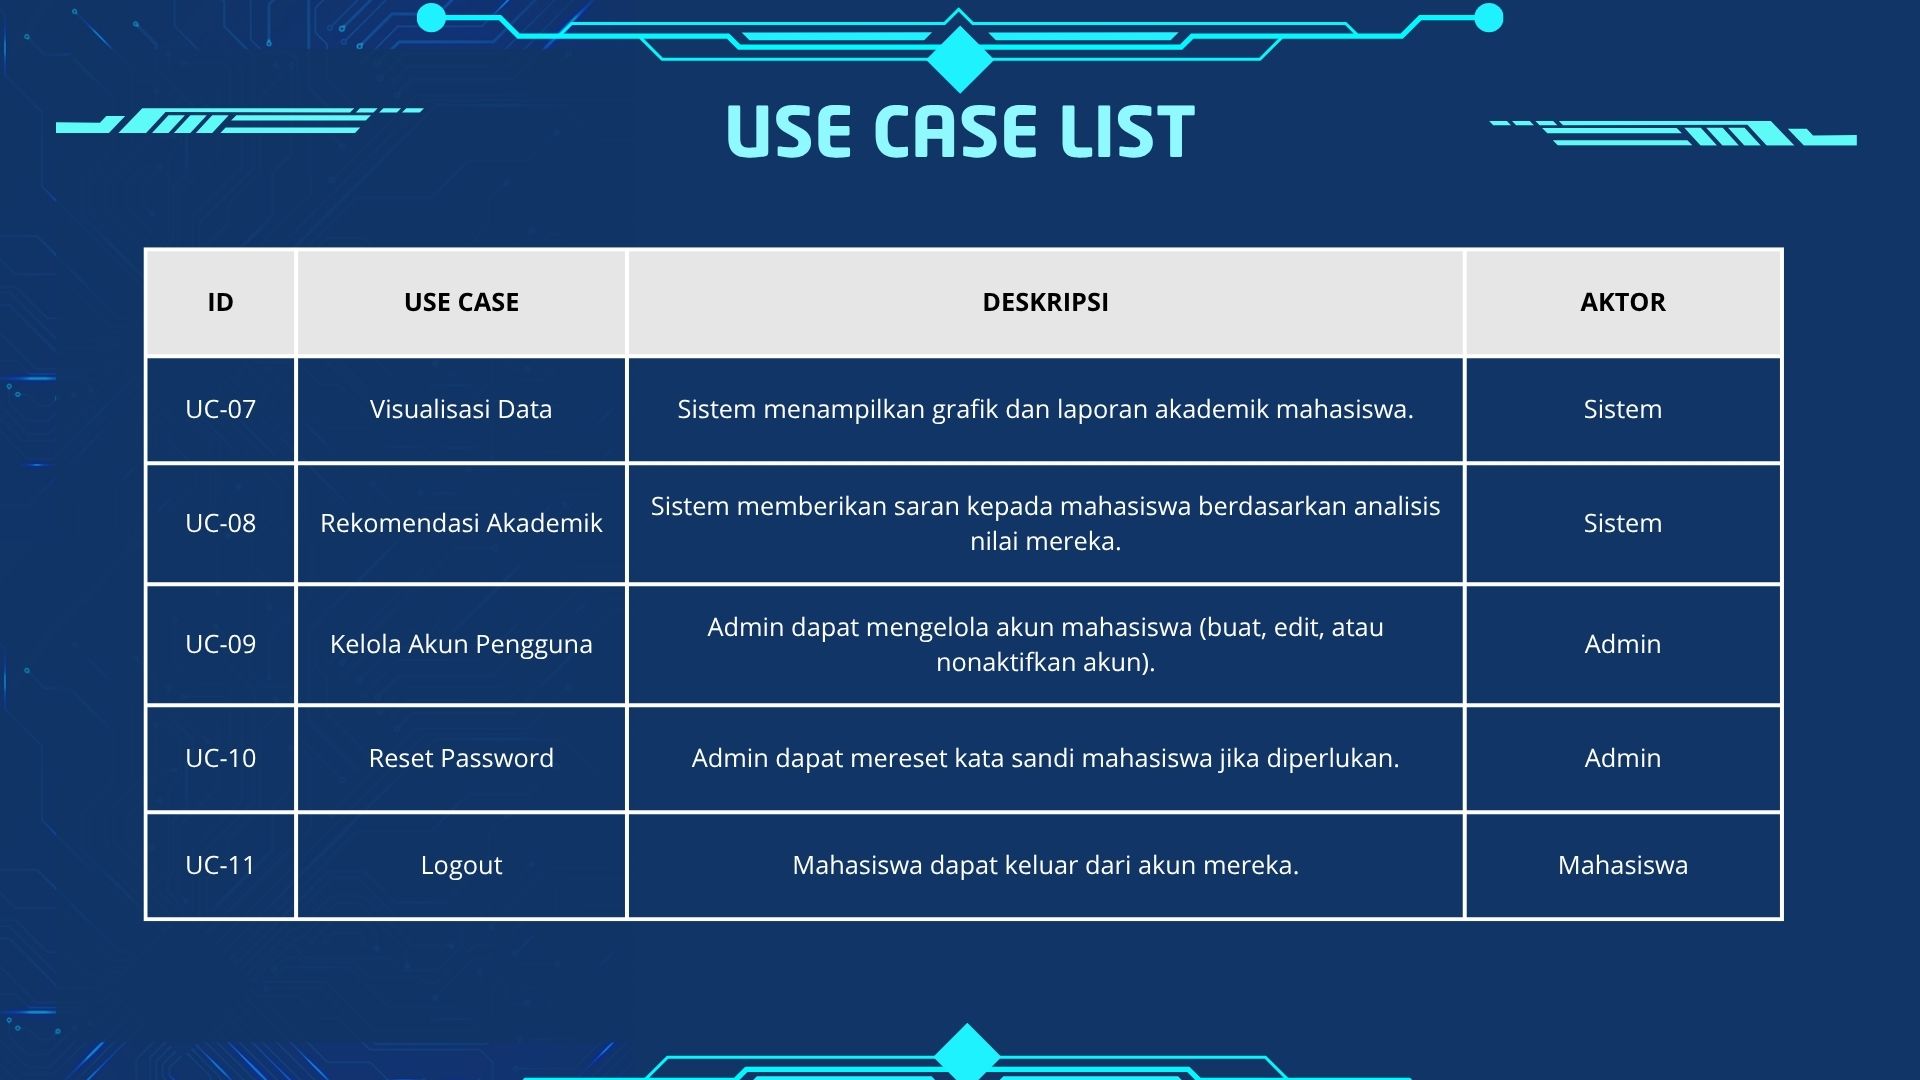 USE CASE LIST
ID
USE CASE
DESKRIPSI
AKTOR
UC-07
Visualisasi Data
Sistem menampilkan grafik dan laporan akademik mahasiswa.
Sistem
UC-08
Rekomendasi Akademik
Sistem memberikan saran kepada mahasiswa berdasarkan analisis
nilai mereka.
Sistem
UC-09
Kelola Akun Pengguna
Admin dapat mengelola akun mahasiswa (buat, edit, atau
nonaktifkan akun).
Admin
UC-10
Reset Password
Admin dapat mereset kata sandi mahasiswa jika diperlukan.
Admin
UC-11
Logout
Mahasiswa dapat keluar dari akun mereka.
Mahasiswa